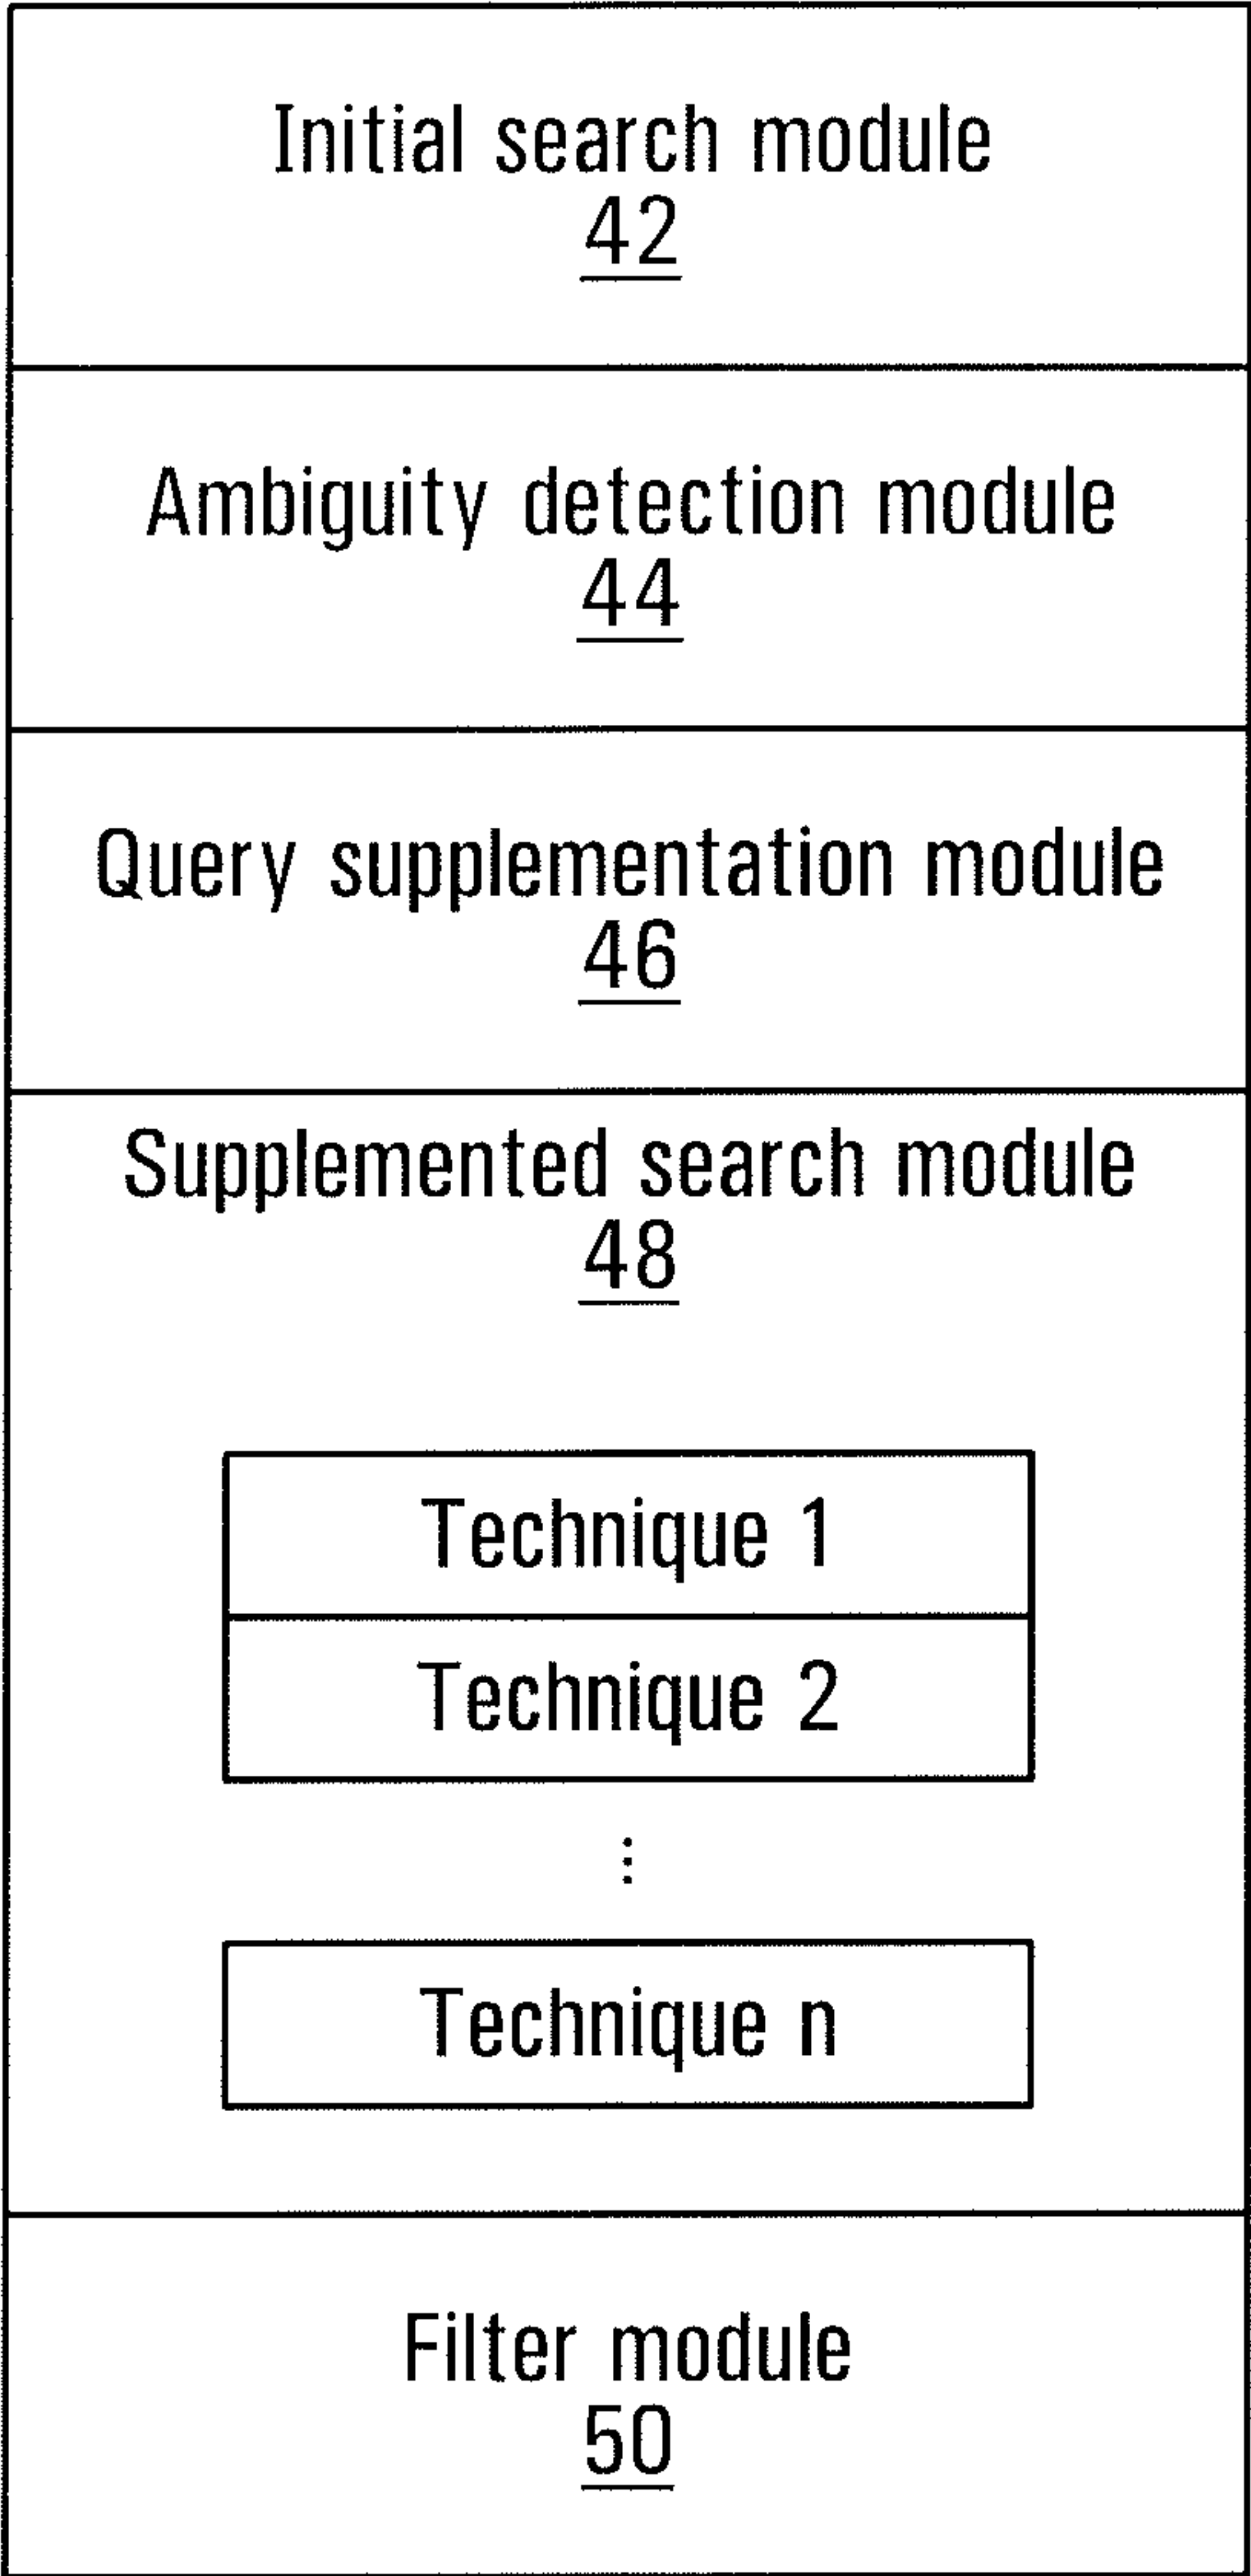 Initial search module
42
Ambiguity detection module
44
Query supplementation module
46
Supplemented search module
48
Technique 1
Technique 2
⋮
Technique n
Filter module
50